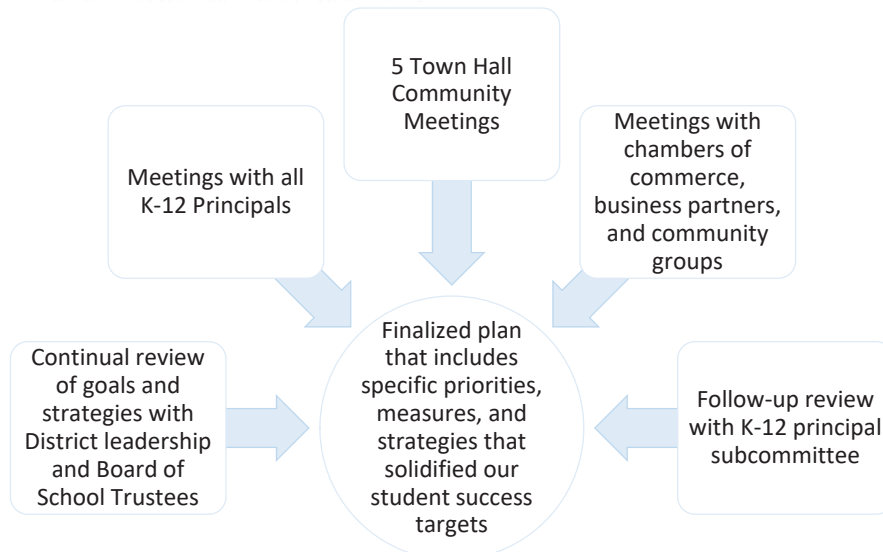 5 Town Hall
Community
Meetings
Meetings with all
K-12 Principals
Meetings with
chambers of
commerce,
business partners,
and community
groups
Continual review
of goals and
strategies with
District leadership
and Board of
School Trustees
Finalized plan
that includes
specific priorities,
measures, and
strategies that
solidified our
student success
targets
Follow-up review
with K-12 principal
subcommittee